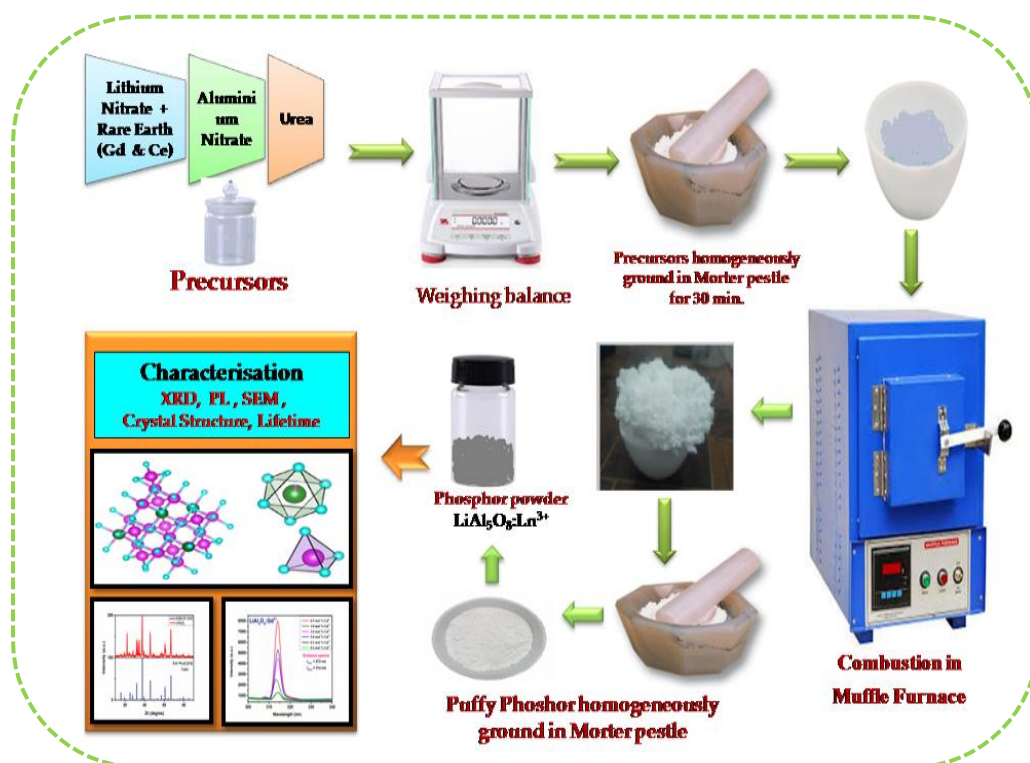 Lithium
Nitrate +
Rare Earth
(Gd & Ce)
Alumini
um
Nitrate
Urea
Precursors
Weighing balance
Precursors homogeneously
ground in Morter pestle
for 30 min.
Combustion in
Muffle Furnace
Puffy Phoshor homogeneously
ground in Morter pestle
Phosphor powder
LiAl₅O₈:Ln³⁺
Characterisation
XRD, PL, SEM,
Crystal Structure, Lifetime